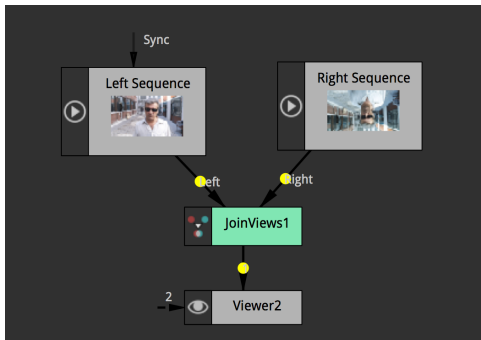 Sync
Left Sequence
Right Sequence
Left
Right
JoinViews1
2
Viewer2